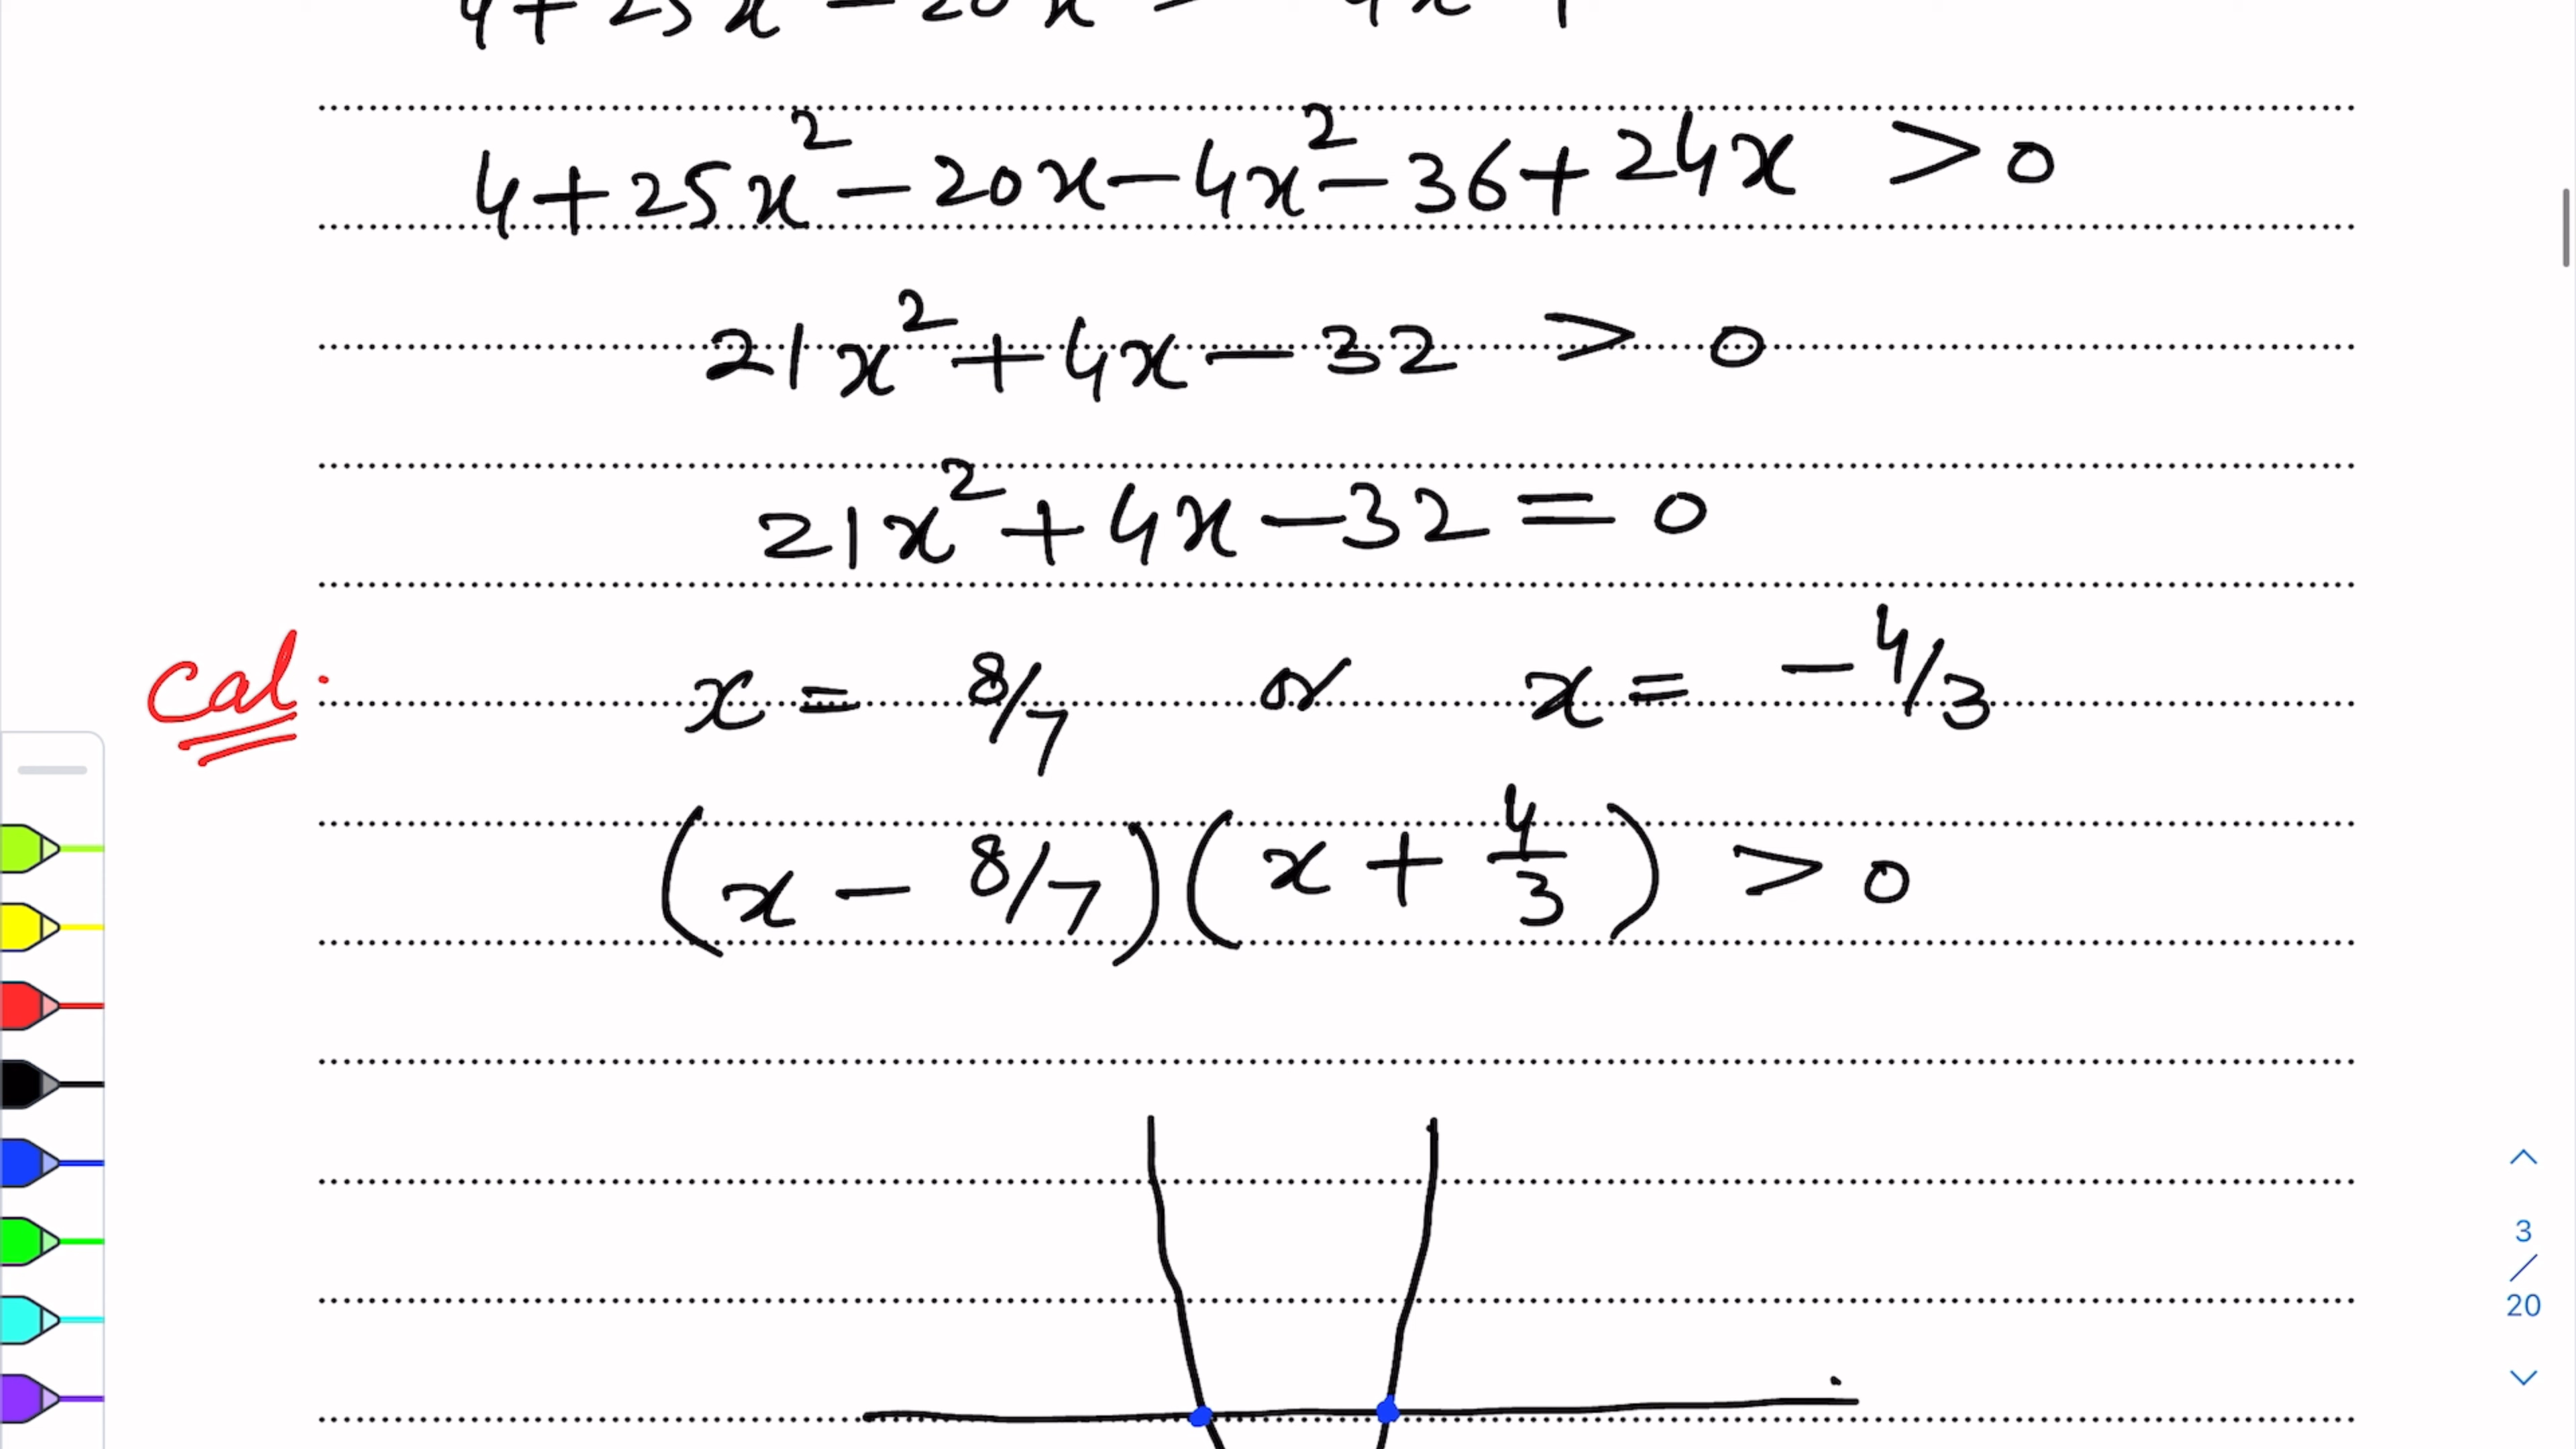 4+25x²-20x-4x²-36+24x > 0
21x²+4x-32 > 0
21x²+4x-32=0
Cal.
x = 8/7 or x = -4/3
(x - 8/7)(x + 4/3) > 0
3
/
20